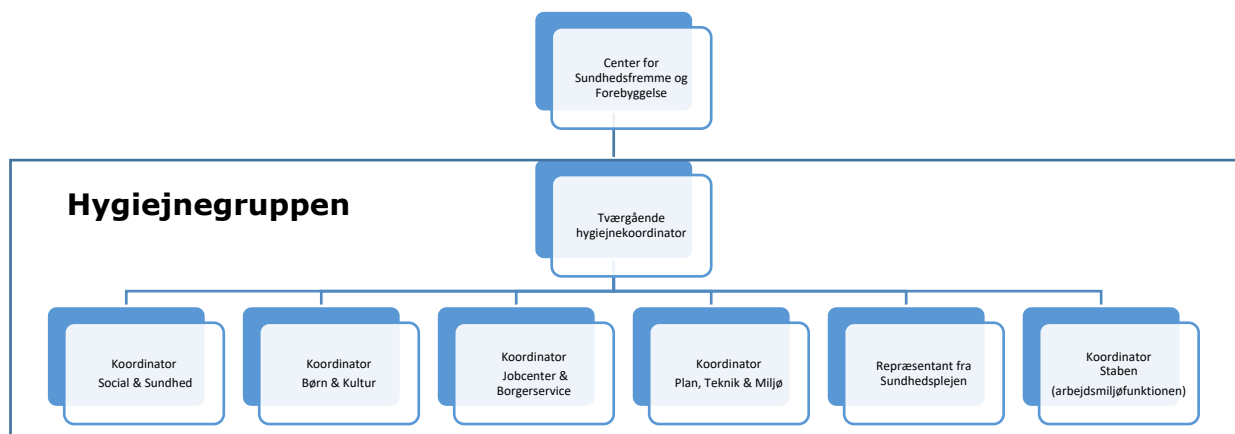 Center for
Sundhedsfremme og
Forebyggelse
Hygiejnegruppen
Tværgående
hygiejnekoordinator
Koordinator
Social & Sundhed
Koordinator
Børn & Kultur
Koordinator
Jobcenter &
Borgerservice
Koordinator
Plan, Teknik & Miljø
Repræsentant fra
Sundhedsplejen
Koordinator
Staben
(arbejdsmiljøfunktionen)